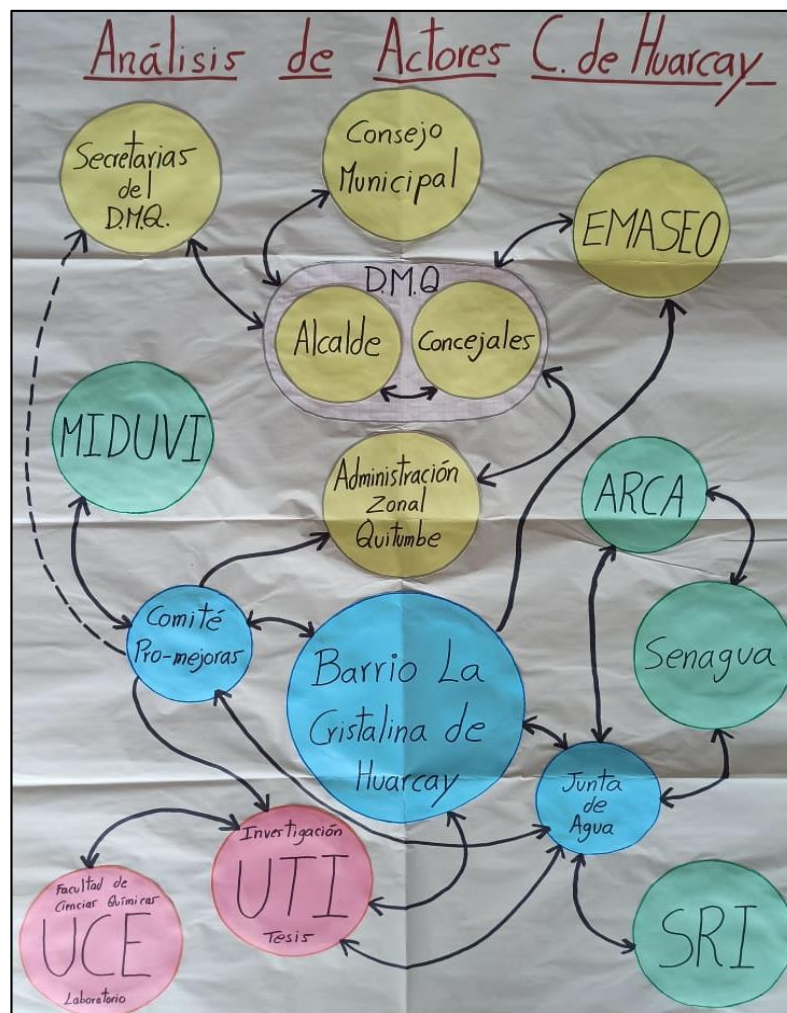 Análisis de Actores C. de Huarcay
Secretarias
del
D.M.Q.
Consejo
Municipal
EMASEO
D.M.Q
Alcalde
Concejales
MIDUVI
Administración
Zonal
Quitumbe
ARCA
Comité
Pro-mejoras
Barrio La
Cristalina de
Huarcay
Senagua
Junta
de
Agua
Investigación
UTI
Tesis
Facultad de
Ciencias Químicas
UCE
Laboratorio
SRI